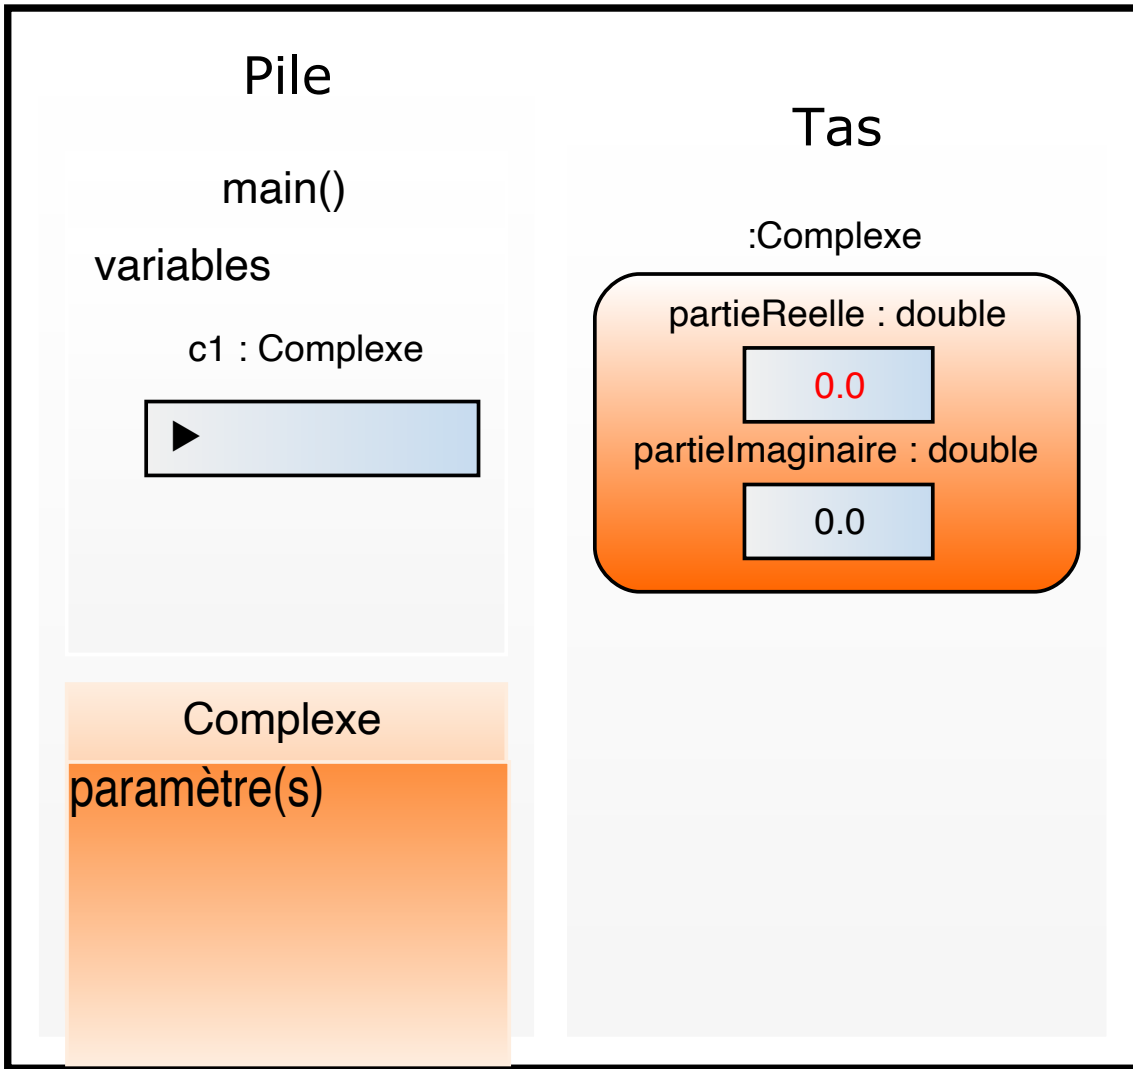 Pile
main()
variables
c1 : Complexe
Complexe
paramètre(s)
Tas
:Complexe
partieReelle : double
0.0
partieImaginaire : double
0.0